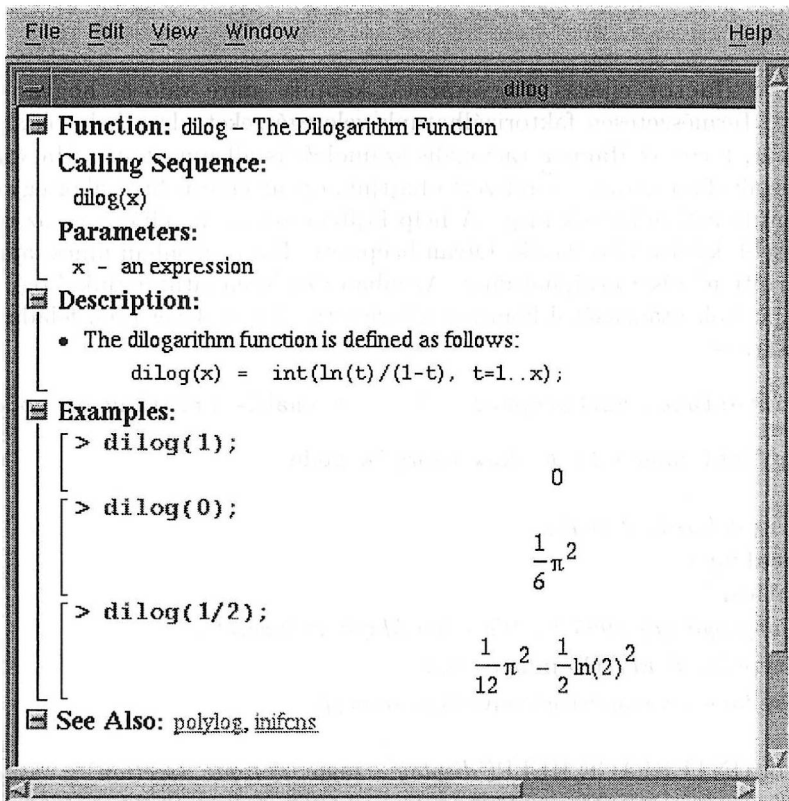 File Edit View Window Help
dilog
Function: dilog – The Dilogarithm Function
Calling Sequence:
dilog(x)
Parameters:
x – an expression
Description:
• The dilogarithm function is defined as follows:
dilog(x) = int(ln(t)/(1-t), t=1..x);
Examples:
> dilog(1);
0
> dilog(0);
1/6 π²
> dilog(1/2);
1/12 π² – 1/2 ln(2)²
See Also: polylog, inifcns